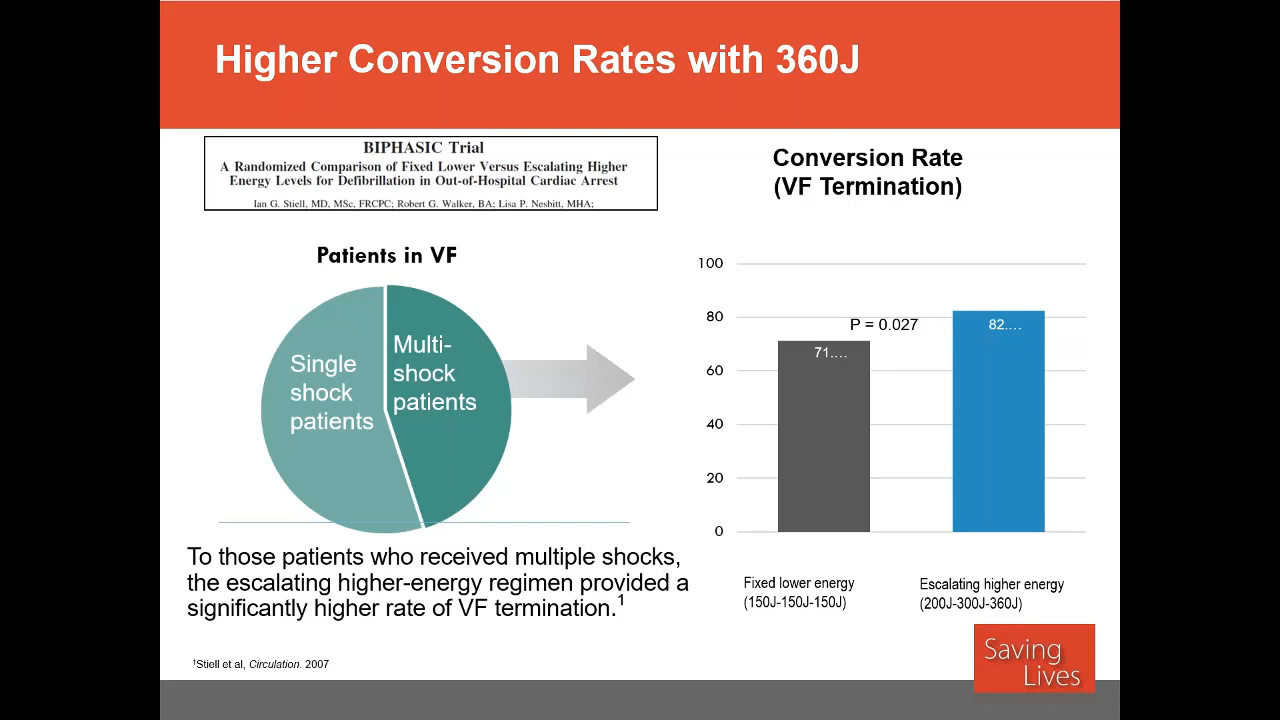 Higher Conversion Rates with 360J
BIPHASIC Trial
A Randomized Comparison of Fixed Lower Versus Escalating Higher
Energy Levels for Defibrillation in Out-of-Hospital Cardiac Arrest
Ian G. Stiell, MD, MSc, FRCPC; Robert G. Walker, BA; Lisa P. Nesbitt, MHA;
Patients in VF
Single
shock
patients
Multi-
shock
patients
Conversion Rate
(VF Termination)
100
80
60
40
20
0
P = 0.027
71.…
82.…
Fixed lower energy
(150J-150J-150J)
Escalating higher energy
(200J-300J-360J)
To those patients who received multiple shocks,
the escalating higher-energy regimen provided a
significantly higher rate of VF termination.¹
¹Stiell et al, Circulation. 2007
Saving
Lives